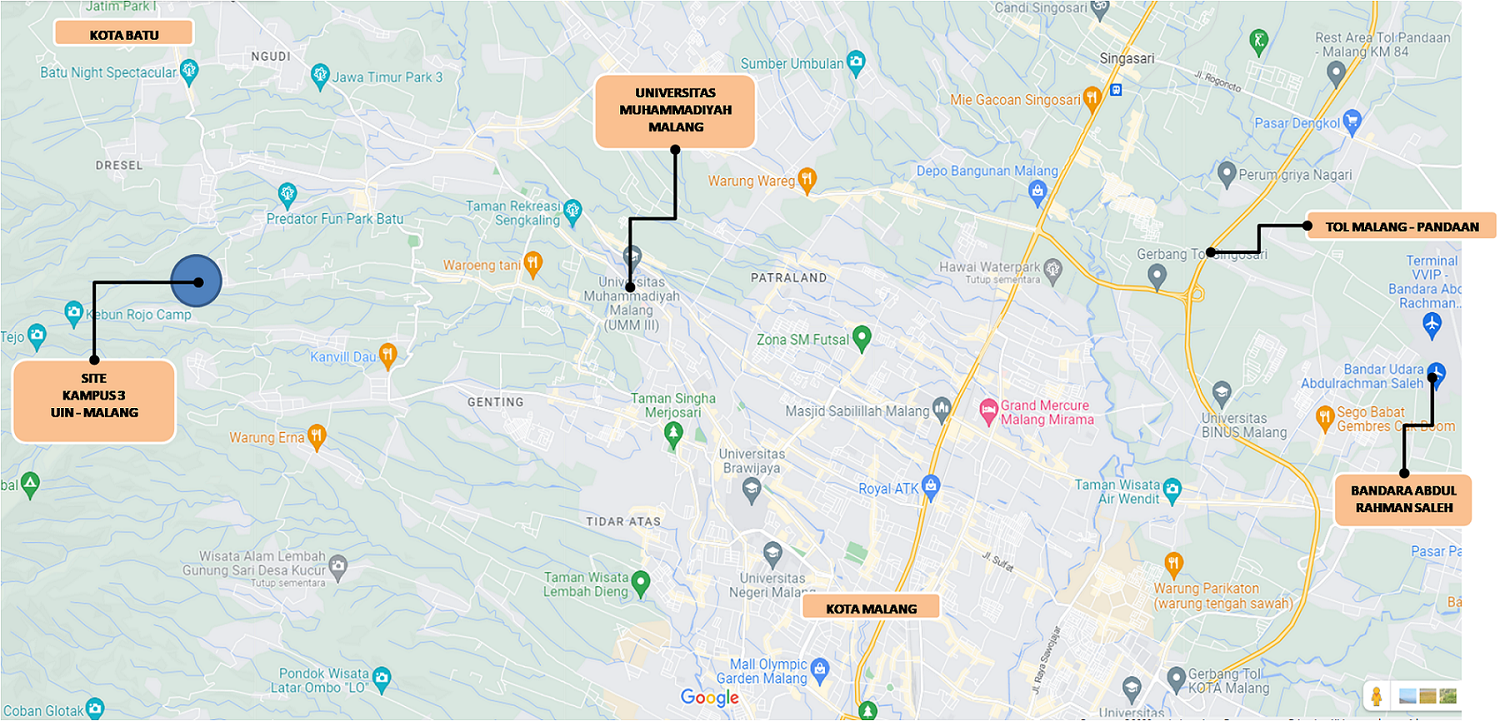 Jatim Park I
KOTA BATU
NGUDI
Batu Night Spectacular
Jawa Timur Park 3
DRESEL
Predator Fun Park Batu
Taman Rekreasi
Sengkaling
Waroeng tani
UNIVERSITAS
MUHAMMADIYAH
MALANG
Universitas
Muhammadiyah
Malang
(UMM III)
Sumber Umbulan
Warung Wareg
PATRALAND
Candi Singosari
Singasari
Mie Gacoan Singosari
Jl. Rogonoto
Rest Area Tol Pandaan
- Malang KM 84
Pasar Dengkol
Depo Bangunan Malang
Perum griya Nagari
TOL MALANG - PANDAAN
Gerbang Tol Singosari
Hawai Waterpark
Tutup sementara
Terminal
VVIP -
Bandara Abd
Rachman...
Kebun Rojo Camp
Tejo
SITE
KAMPUS 3
UIN - MALANG
Kanvill Dau
Zona SM Futsal
Bandar Udara
Abdulrachman Saleh
GENTING
Taman Singha
Merjosari
Masjid Sabilillah Malang
Grand Mercure
Malang Mirama
Universitas
BINUS Malang
Sego Babat
Gembres Cak Boom
Warung Erna
Universitas
Brawijaya
Royal ATK
Taman Wisata
Air Wendit
BANDARA ABDUL
RAHMAN SALEH
bal
TIDAR ATAS
Wisata Alam Lembah
Gunung Sari Desa Kucur
Tutup sementara
Taman Wisata
Lembah Dieng
Universitas
Negeri Malang
Jl. Sulfat
Pasar Pa
Warung Parikaton
(warung tengah sawah)
Ba
KOTA MALANG
Jl. Raya Sawojajar
Pondok Wisata
Latar Ombo "LO"
Mall Olympic
Garden Malang
Gerbang Tol
KOTA Malang
Google
Coban Glotak
Universitas